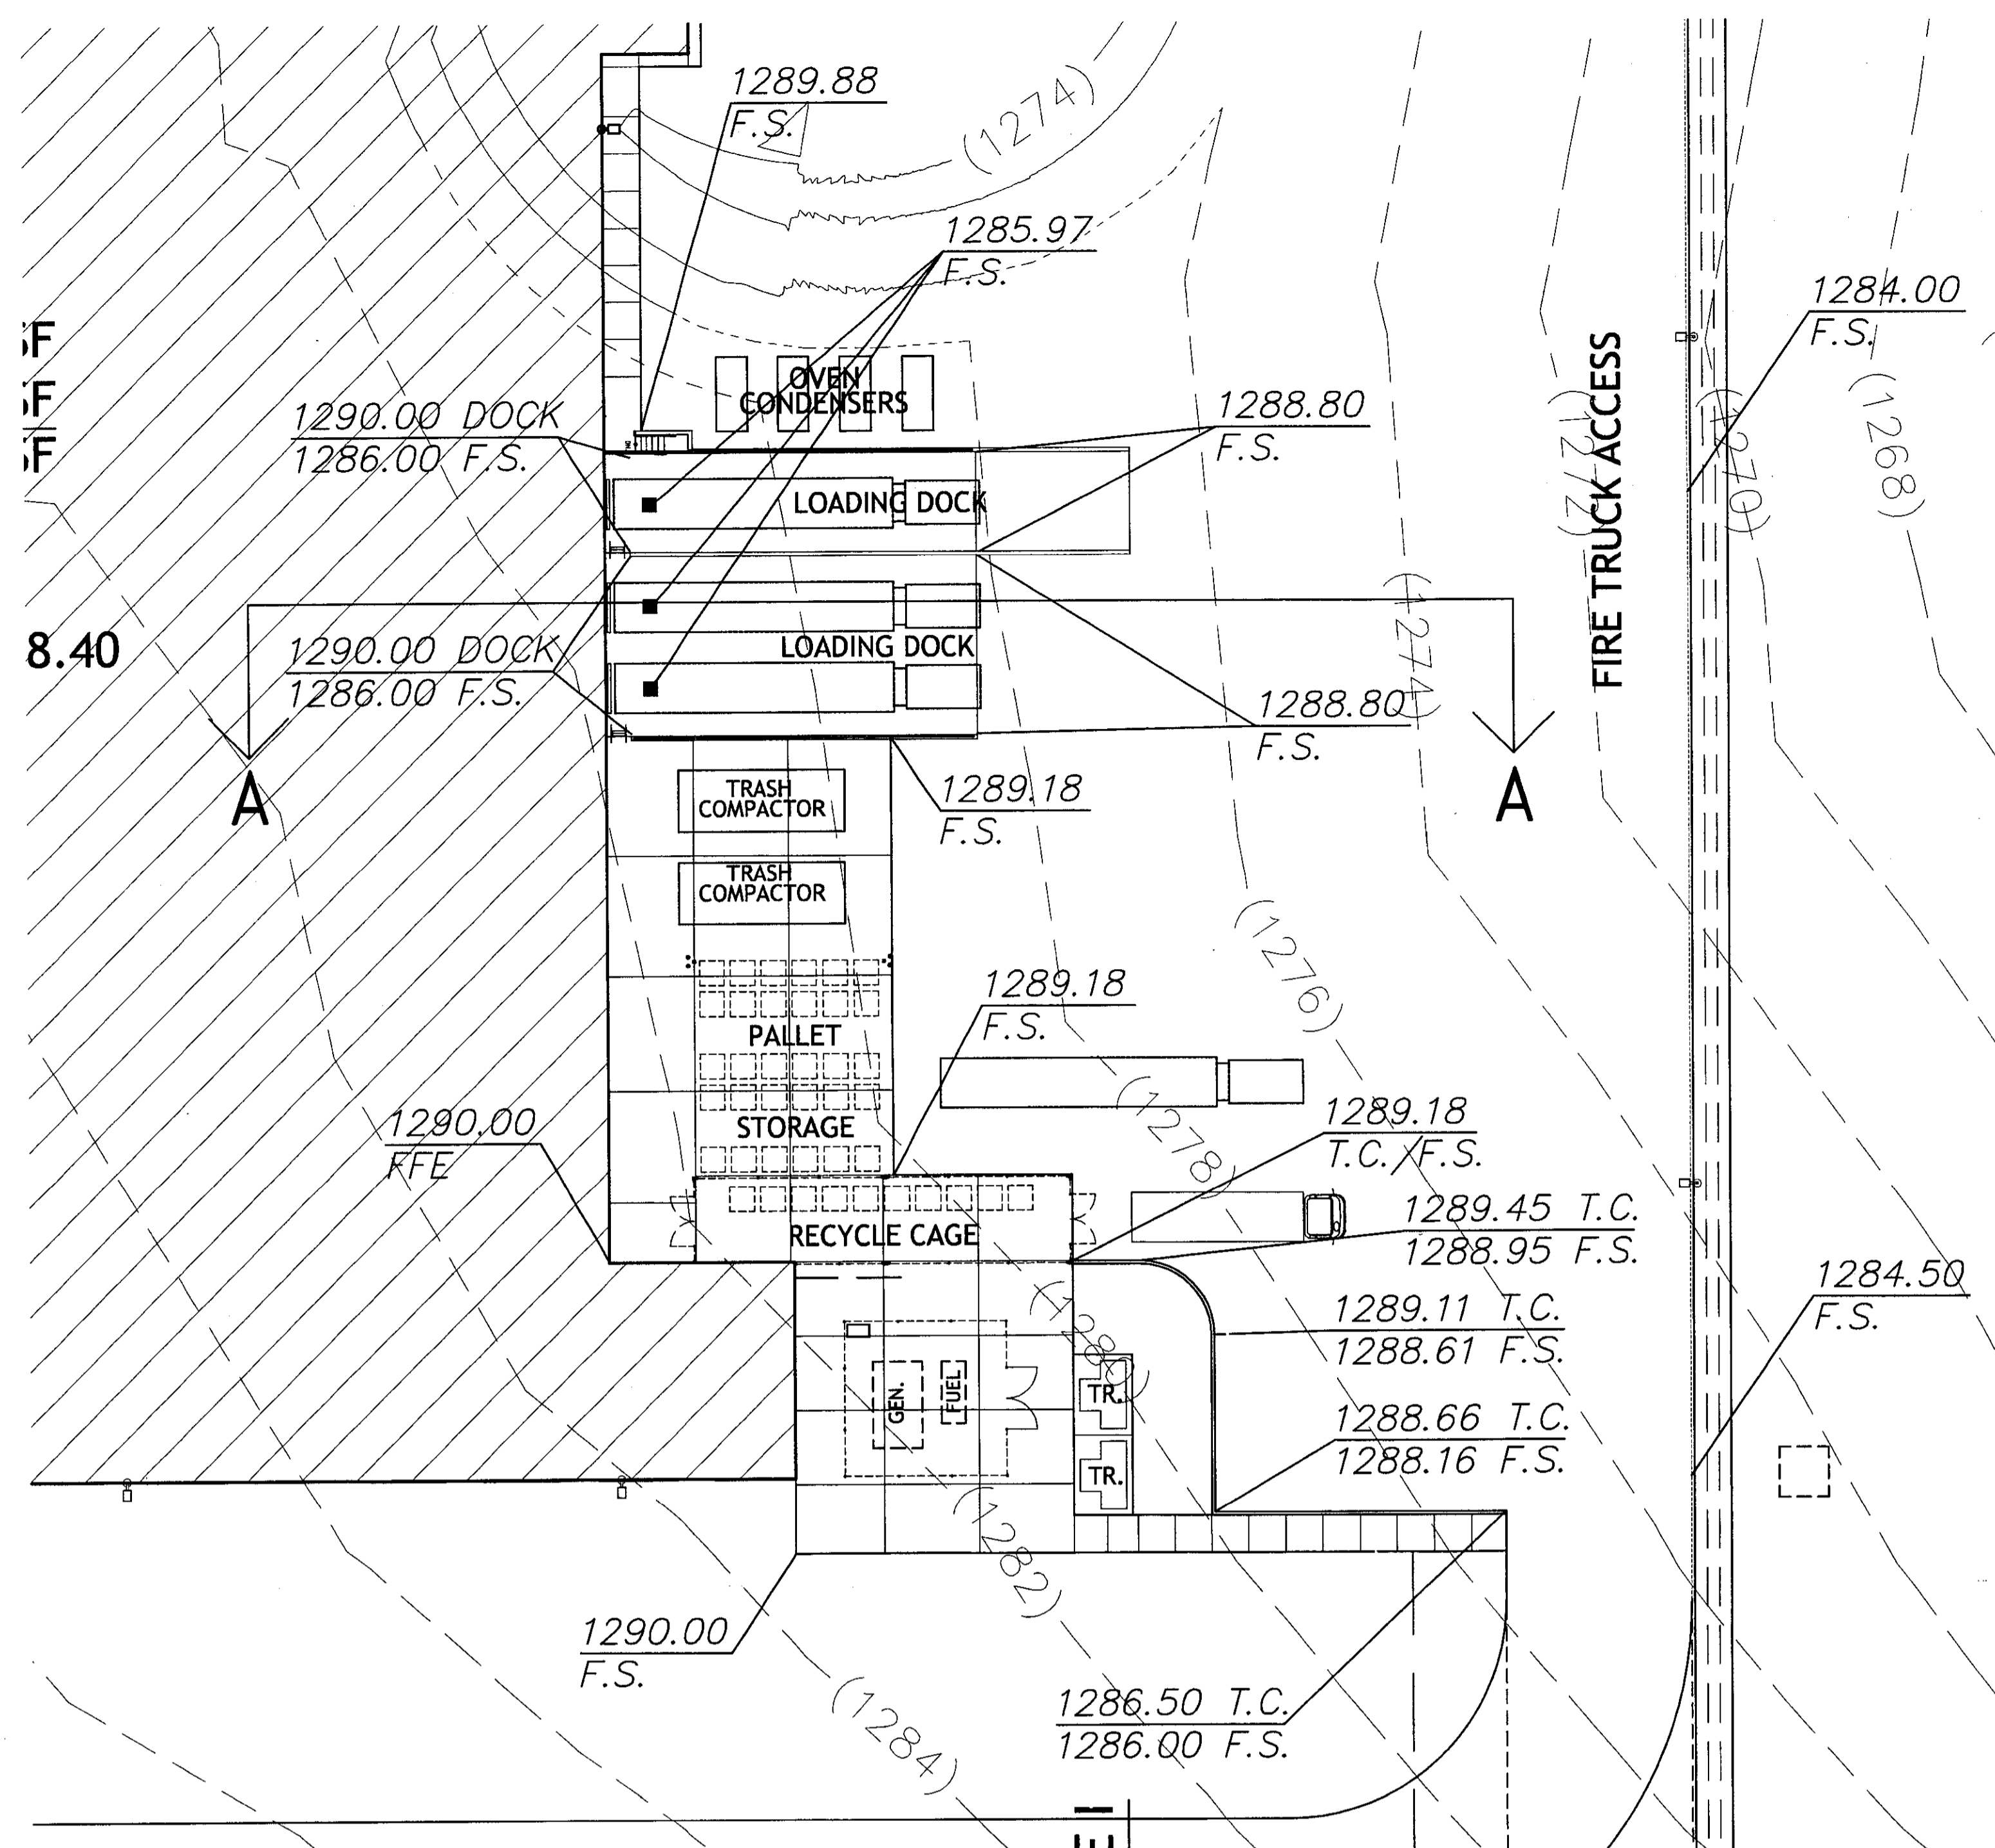 1289.88
F.S.
(1274)
1285.97
F.S.
1284.00
F.S.
SF
SF
SF
OVEN
CONDENSERS
1290.00 DOCK
1286.00 F.S.
1288.80
F.S.
(1272)
(1270)
(1268)
FIRE TRUCK ACCESS
LOADING DOCK
8.40
1290.00 DOCK
1286.00 F.S.
LOADING DOCK
(1274)
1288.80
F.S.
A
A
TRASH
COMPACTOR
1289.18
F.S.
TRASH
COMPACTOR
(1276)
1289.18
F.S.
PALLET
STORAGE
(1278)
1290.00
FFE
1289.18
T.C./F.S.
RECYCLE CAGE
1289.45 T.C.
1288.95 F.S.
(1280)
1289.11 T.C.
1288.61 F.S.
1284.50
F.S.
GEN.
FUEL
TR.
TR.
1288.66 T.C.
1288.16 F.S.
(1282)
1290.00
F.S.
(1284)
1286.50 T.C.
1286.00 F.S.